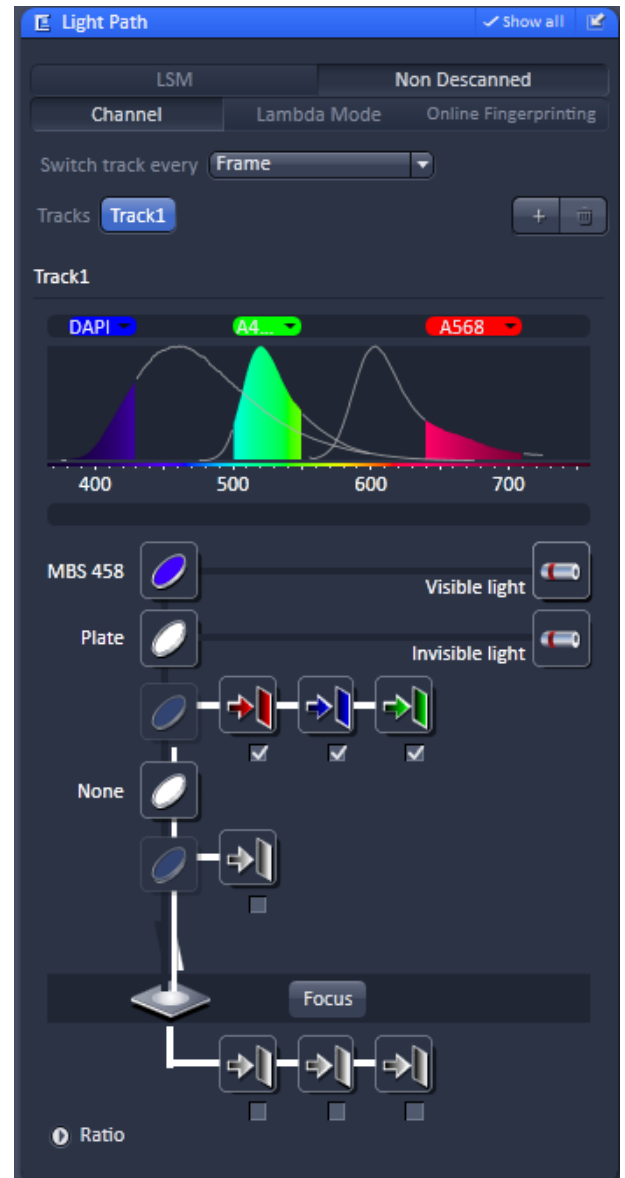 Light Path
Show all
LSM
Non Descanned
Channel
Lambda Mode
Online Fingerprinting
Switch track every
Frame
Tracks
Track1
+
Track1
DAPI
A4...
A568
400
500
600
700
MBS 458
Visible light
Plate
Invisible light
None
Focus
Ratio